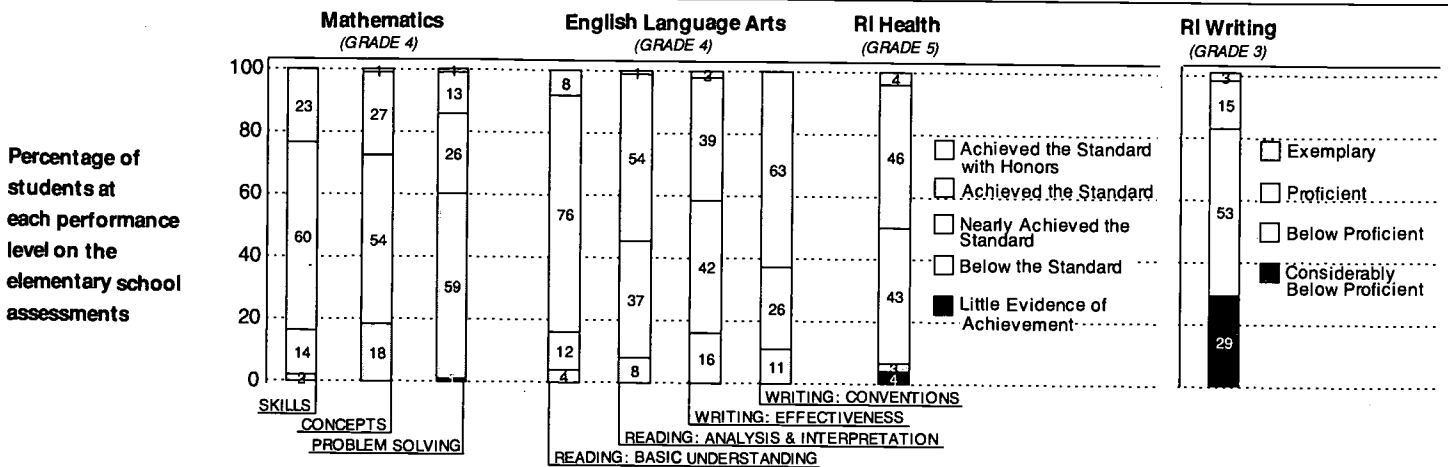 Mathematics
(GRADE 4)
English Language Arts
(GRADE 4)
RI Health
(GRADE 5)
RI Writing
(GRADE 3)
Percentage of
students at
each performance
level on the
elementary school
assessments
100
80
60
40
20
0
23
60
14
2
1
27
54
18
1
13
26
59
8
76
12
4
1
54
37
8
2
39
42
16
63
26
11
4
46
43
3
4
Achieved the Standard
with Honors
Achieved the Standard
Nearly Achieved the
Standard
Below the Standard
Little Evidence of
Achievement
3
15
53
29
Exemplary
Proficient
Below Proficient
Considerably
Below Proficient
SKILLS
CONCEPTS
PROBLEM SOLVING
WRITING: CONVENTIONS
WRITING: EFFECTIVENESS
READING: ANALYSIS & INTERPRETATION
READING: BASIC UNDERSTANDING